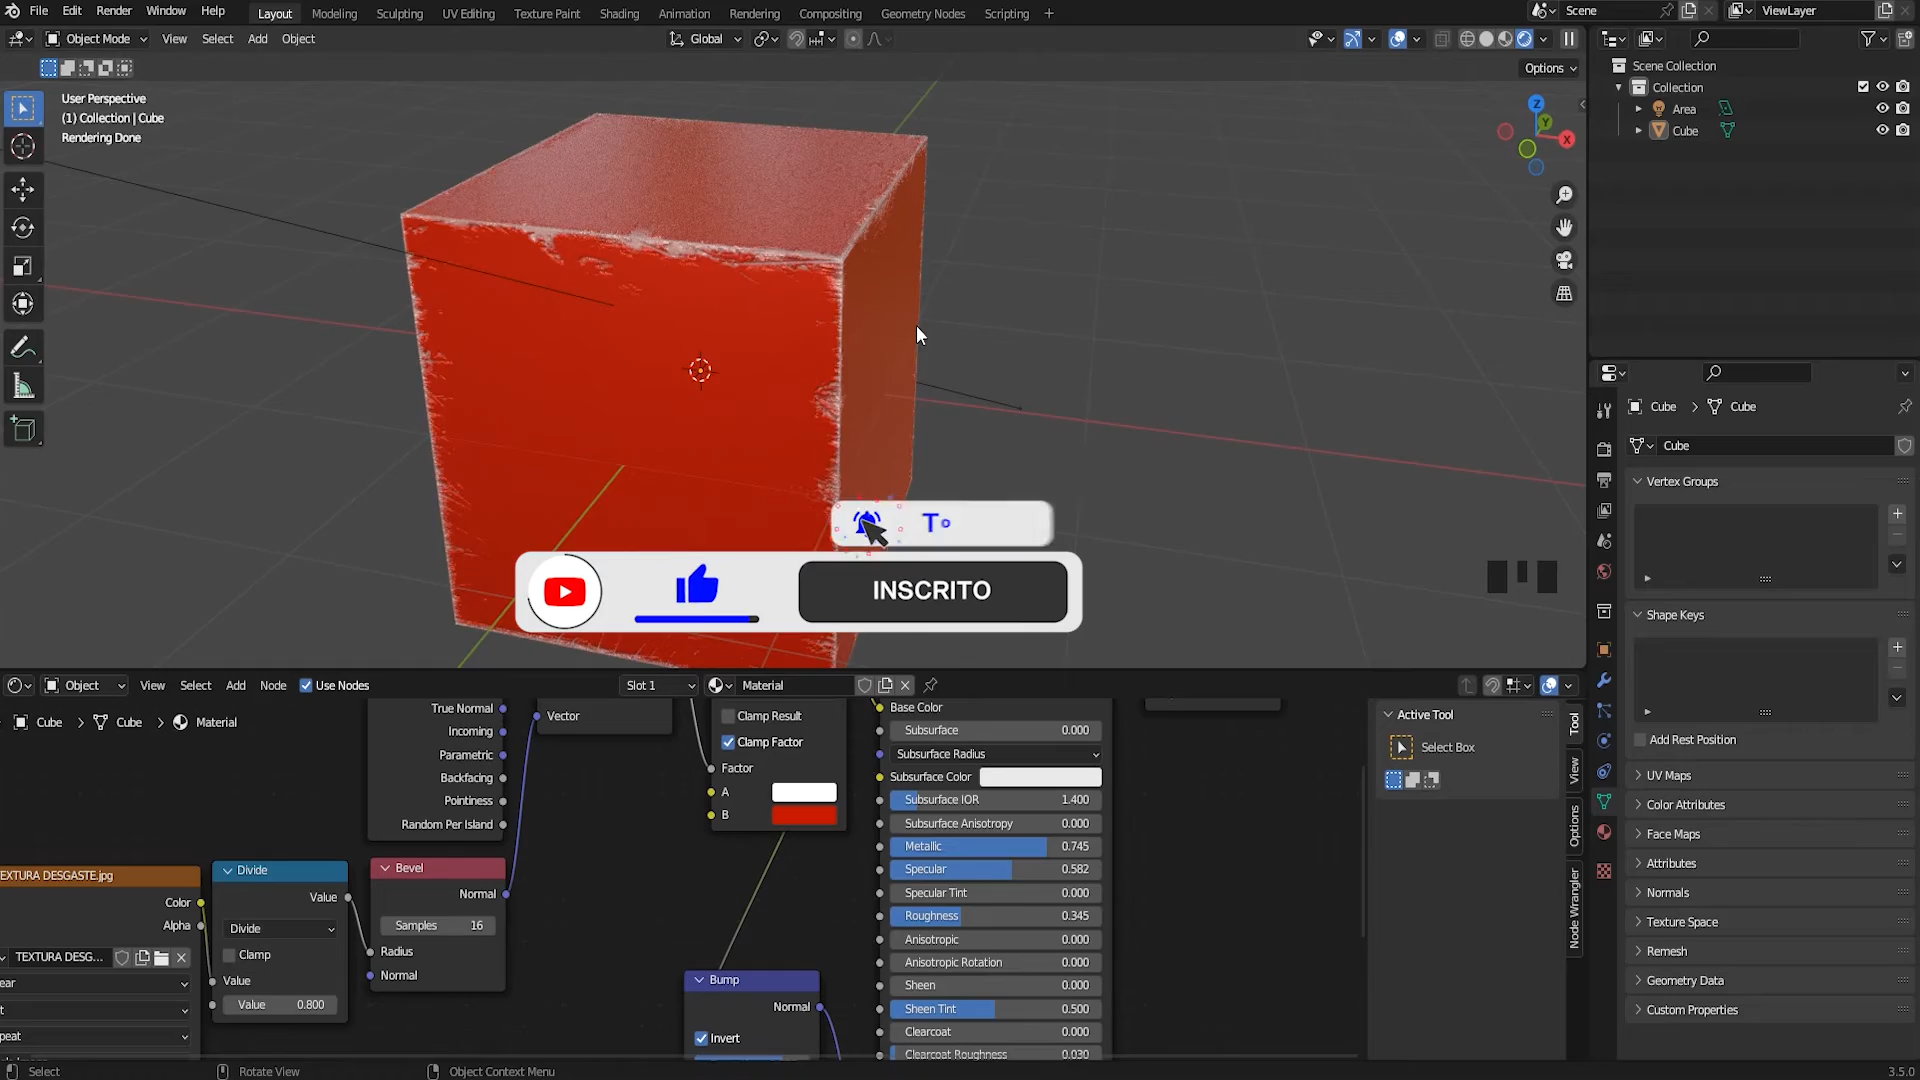 File Edit Render Window Help Layout Modeling Sculpting UV Editing Texture Paint Shading Animation Rendering Compositing Geometry Nodes Scripting + Scene ViewLayer
Object Mode View Select Add Object Global
Options
User Perspective
(1) Collection | Cube
Rendering Done
Z
Y
X
Scene Collection
Collection
Area
Cube
INSCRITO
Cube > Cube
Cube
Vertex Groups
Shape Keys
Add Rest Position
UV Maps
Color Attributes
Face Maps
Attributes
Normals
Texture Space
Remesh
Geometry Data
Custom Properties
Object View Select Add Node Use Nodes Slot 1 Material
Cube > Cube > Material
True Normal
Incoming
Parametric
Backfacing
Pointiness
Random Per Island
Vector
Clamp Result
Clamp Factor
Factor
A
B
Base Color
Subsurface 0.000
Subsurface Radius
Subsurface Color
Subsurface IOR 1.400
Subsurface Anisotropy 0.000
Metallic 0.745
Specular 0.582
Specular Tint 0.000
Roughness 0.345
Anisotropic 0.000
Anisotropic Rotation 0.000
Sheen 0.000
Sheen Tint 0.500
Clearcoat 0.000
Clearcoat Roughness 0.030
EXTURA DESGASTE.jpg
Color
Alpha
TEXTURA DESG...
ear
t
peat
Divide
Value
Divide
Clamp
Value
Value 0.800
Bevel
Normal
Samples 16
Radius
Normal
Bump
Normal
Invert
Active Tool
Select Box
Tool
View
Options
Node Wrangler
Select Rotate View Object Context Menu 3.5.0